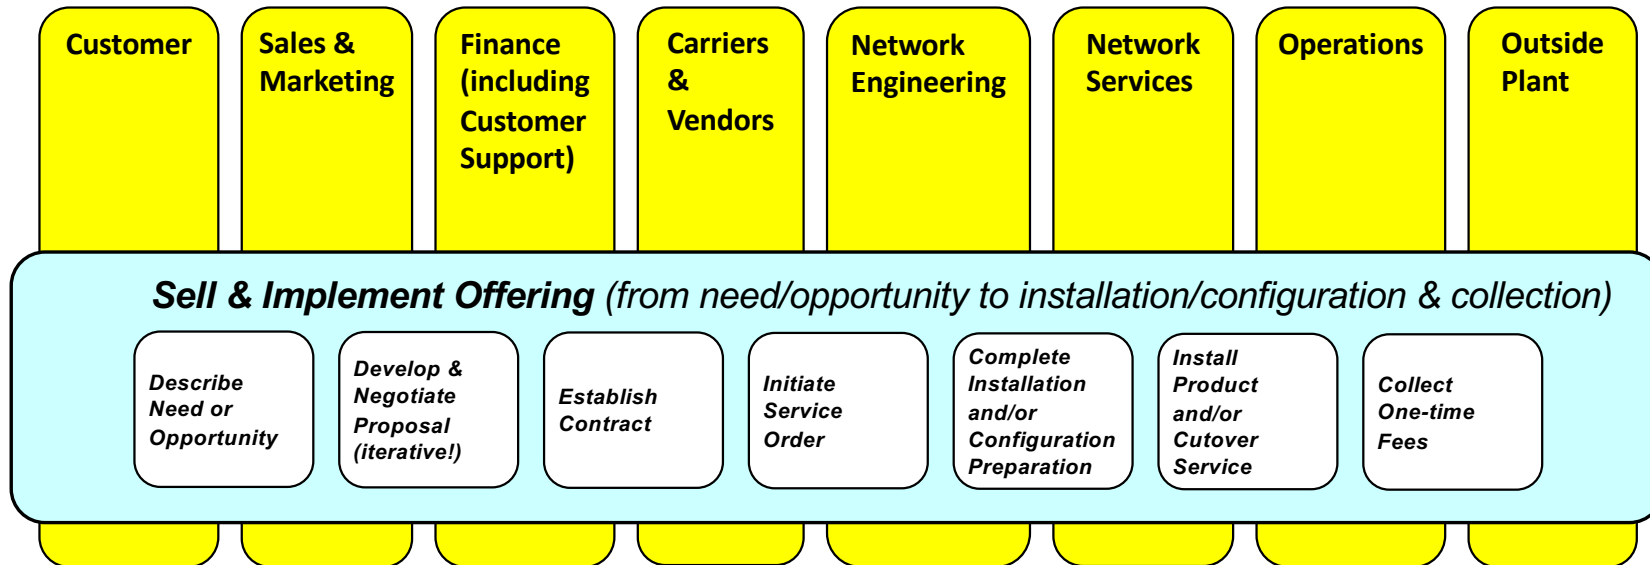 Customer
Sales &
Marketing
Finance
(including
Customer
Support)
Carriers
&
Vendors
Network
Engineering
Network
Services
Operations
Outside
Plant
Sell & Implement Offering (from need/opportunity to installation/configuration & collection)
Describe
Need or
Opportunity
Develop &
Negotiate
Proposal
(iterative!)
Establish
Contract
Initiate
Service
Order
Complete
Installation
and/or
Configuration
Preparation
Install
Product
and/or
Cutover
Service
Collect
One-time
Fees